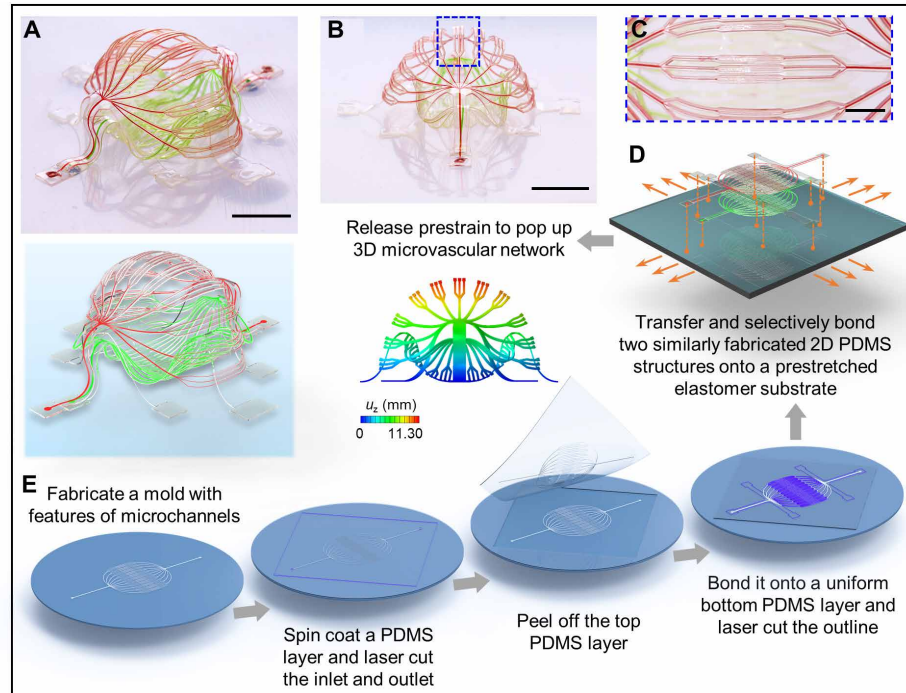 A
B
C
D
Release prestrain to pop up
3D microvascular network
u_z (mm)
0 11.30
Transfer and selectively bond
two similarly fabricated 2D PDMS
structures onto a prestretched
elastomer substrate
E
Fabricate a mold with
features of microchannels
Spin coat a PDMS
layer and laser cut
the inlet and outlet
Peel off the top
PDMS layer
Bond it onto a uniform
bottom PDMS layer and
laser cut the outline